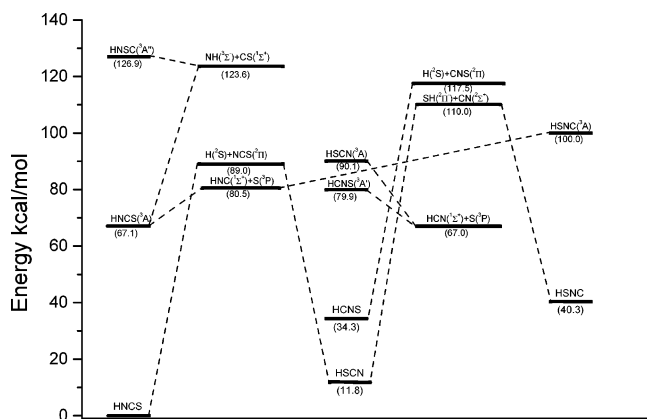 Energy kcal/mol
140
120
100
80
60
40
20
0
HNSC(³A")
(126.9)
NH(³Σ⁻)+CS(¹Σ⁺)
(123.6)
H(²S)+CNS(²Π)
(117.5)
SH(²Π)+CN(²Σ⁺)
(110.0)
HSNC(³A)
(100.0)
H(²S)+NCS(²Π)
(89.0)
HNC(¹Σ⁺)+S(³P)
(80.5)
HSCN(³A)
(90.1)
HCNS(³A')
(79.9)
HNCS(³A)
(67.1)
HCN(¹Σ⁺)+S(³P)
(67.0)
HCNS
(34.3)
HSNC
(40.3)
HSCN
(11.8)
HNCS